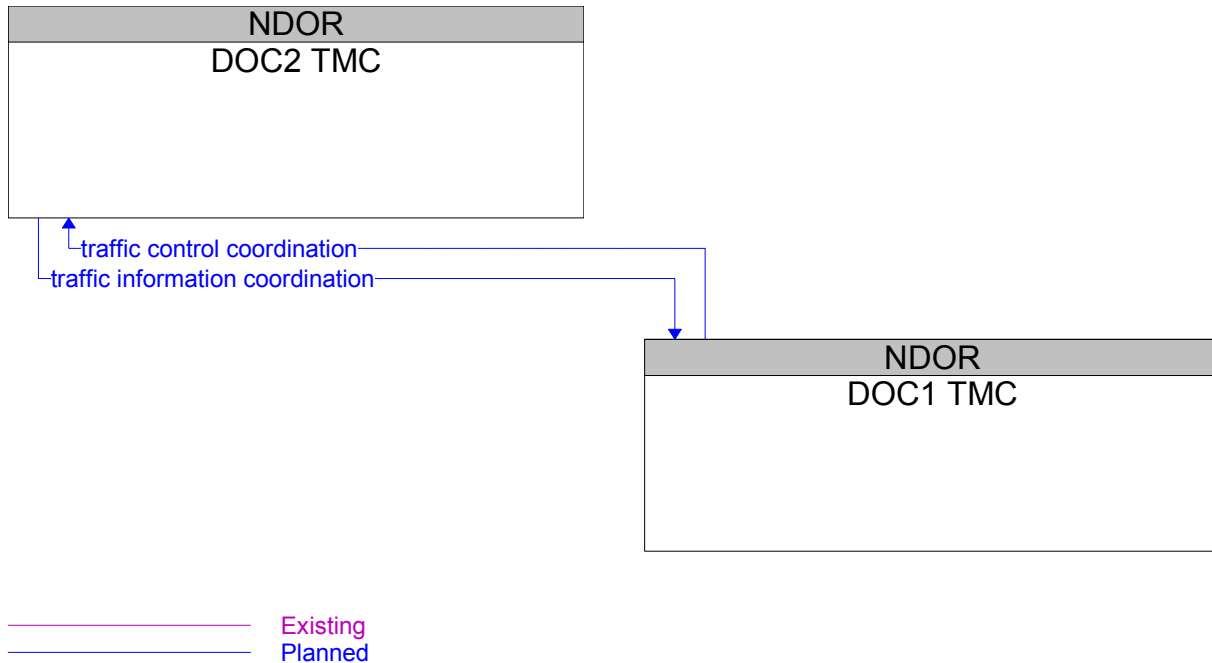 NDOR
DOC2 TMC
traffic control coordination
traffic information coordination
NDOR
DOC1 TMC
Existing
Planned